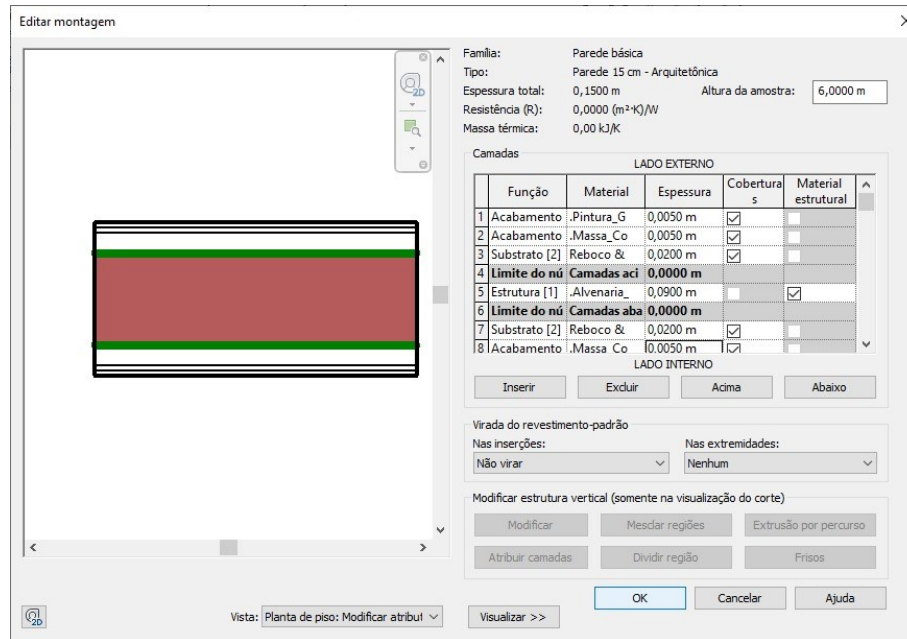 Editar montagem
Família: Parede básica
Tipo: Parede 15 cm - Arquitetônica
Espessura total: 0,1500 m Altura da amostra: 6,0000 m
Resistência (R): 0,0000 (m²·K)/W
Massa térmica: 0,00 kJ/K
Camadas
LADO EXTERNO
Função Material Espessura Coberturas Material estrutural
1 Acabamento .Pintura_G 0,0050 m
2 Acabamento .Massa_Co 0,0050 m
3 Substrato [2] Reboco & 0,0200 m
4 Limite do nú Camadas aci 0,0000 m
5 Estrutura [1] .Alvenaria_ 0,0900 m
6 Limite do nú Camadas aba 0,0000 m
7 Substrato [2] Reboco & 0,0200 m
8 Acabamento .Massa_Co 0,0050 m
LADO INTERNO
Inserir Excluir Acima Abaixo
Virada do revestimento-padrão
Nas inserções: Nas extremidades:
Não virar Nenhum
Modificar estrutura vertical (somente na visualização do corte)
Modificar Mesclar regiões Extrusão por percurso
Atribuir camadas Dividir região Frisos
OK Cancelar Ajuda
2D Vista: Planta de piso: Modificar atribut Visualizar >>
2D